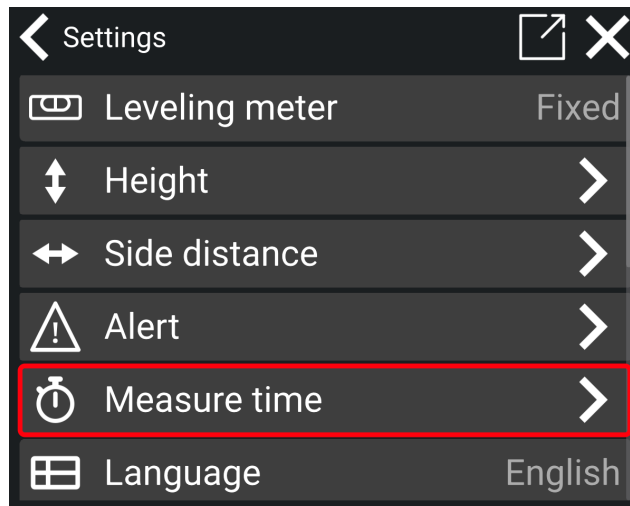 Settings
Leveling meter Fixed
Height
Side distance
Alert
Measure time
Language English